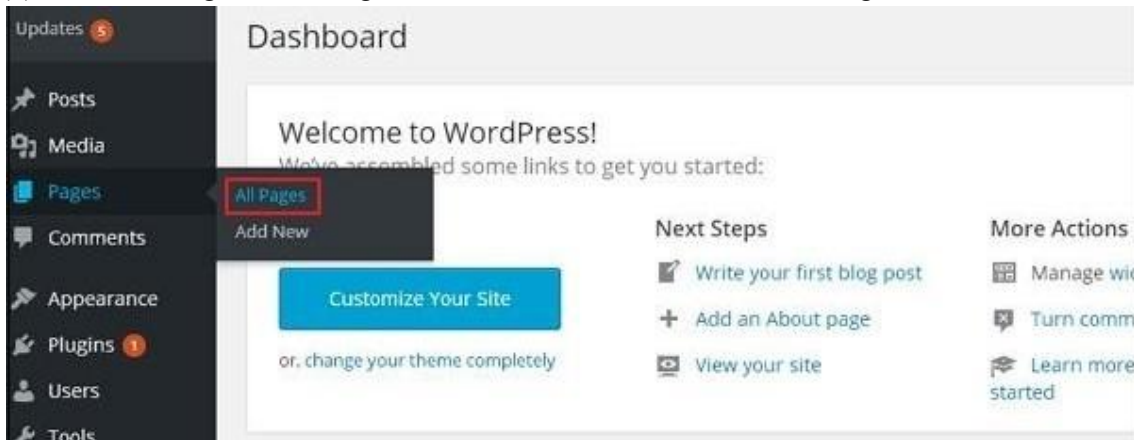 Updates 5
Dashboard
Posts
Media
Pages
Comments
Appearance
Plugins 1
Users
Tools
All Pages
Add New
Welcome to WordPress!
We've assembled some links to get you started:
Customize Your Site
or, change your theme completely
Next Steps
Write your first blog post
Add an About page
View your site
More Actions
Manage
Turn
Learn more
started